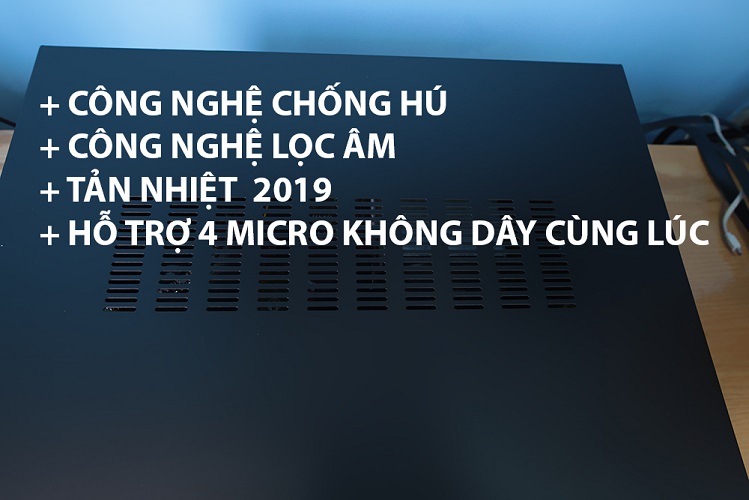 + CÔNG NGHỆ CHỐNG HÚ
+ CÔNG NGHỆ LỌC ÂM
+ TẢN NHIỆT 2019
+ HỖ TRỢ 4 MICRO KHÔNG DÂY CÙNG LÚC